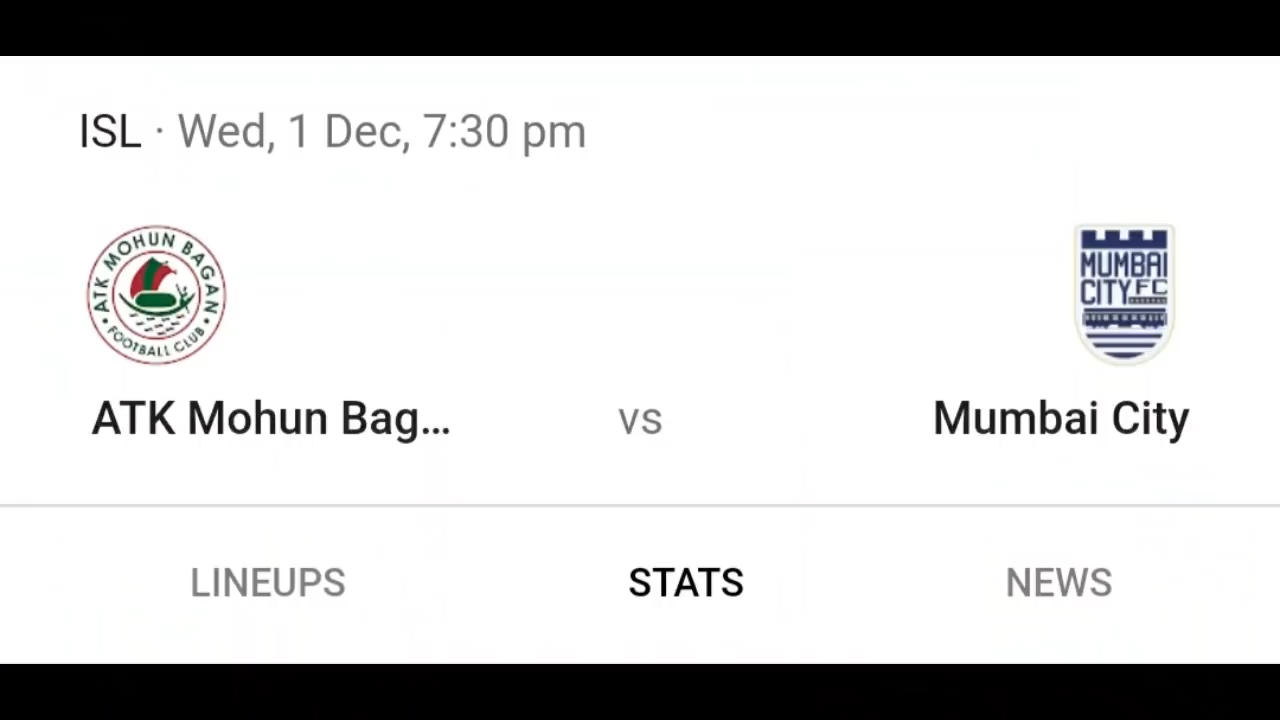 ISL · Wed, 1 Dec, 7:30 pm
ATK MOHUN BAGAN
• FOOTBALL CLUB •
MUMBAI
CITY FC
ATK Mohun Bag...
vs
Mumbai City
LINEUPS
STATS
NEWS